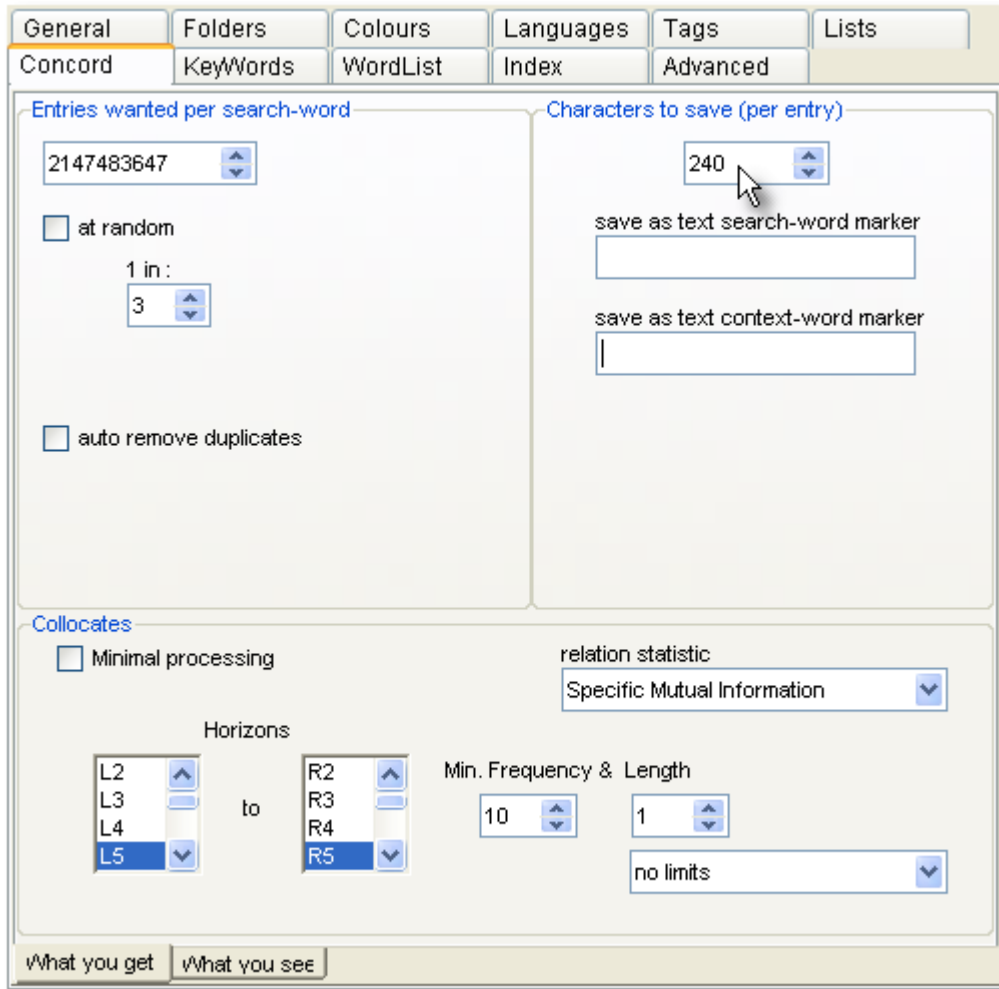 General Folders Colours Languages Tags Lists
Concord KeyWords WordList Index Advanced
Entries wanted per search-word
2147483647
at random
1 in :
3
auto remove duplicates
Characters to save (per entry)
240
save as text search-word marker
save as text context-word marker
Collocates
Minimal processing
relation statistic
Specific Mutual Information
Horizons
L2
L3
L4
L5
to
R2
R3
R4
R5
Min. Frequency & Length
10 1
no limits
What you get What you see